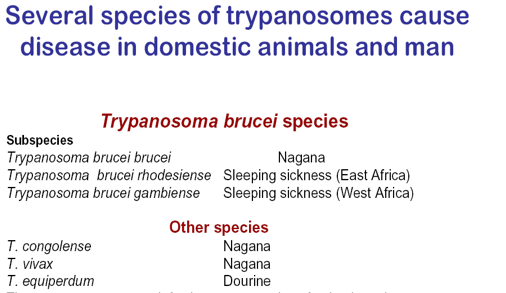 Several species of trypanosomes cause
disease in domestic animals and man
Trypanosoma brucei species
Subspecies
Trypanosoma brucei brucei Nagana
Trypanosoma brucei rhodesiense Sleeping sickness (East Africa)
Trypanosoma brucei gambiense Sleeping sickness (West Africa)
Other species
T. congolense Nagana
T. vivax Nagana
T. equiperdum Dourine